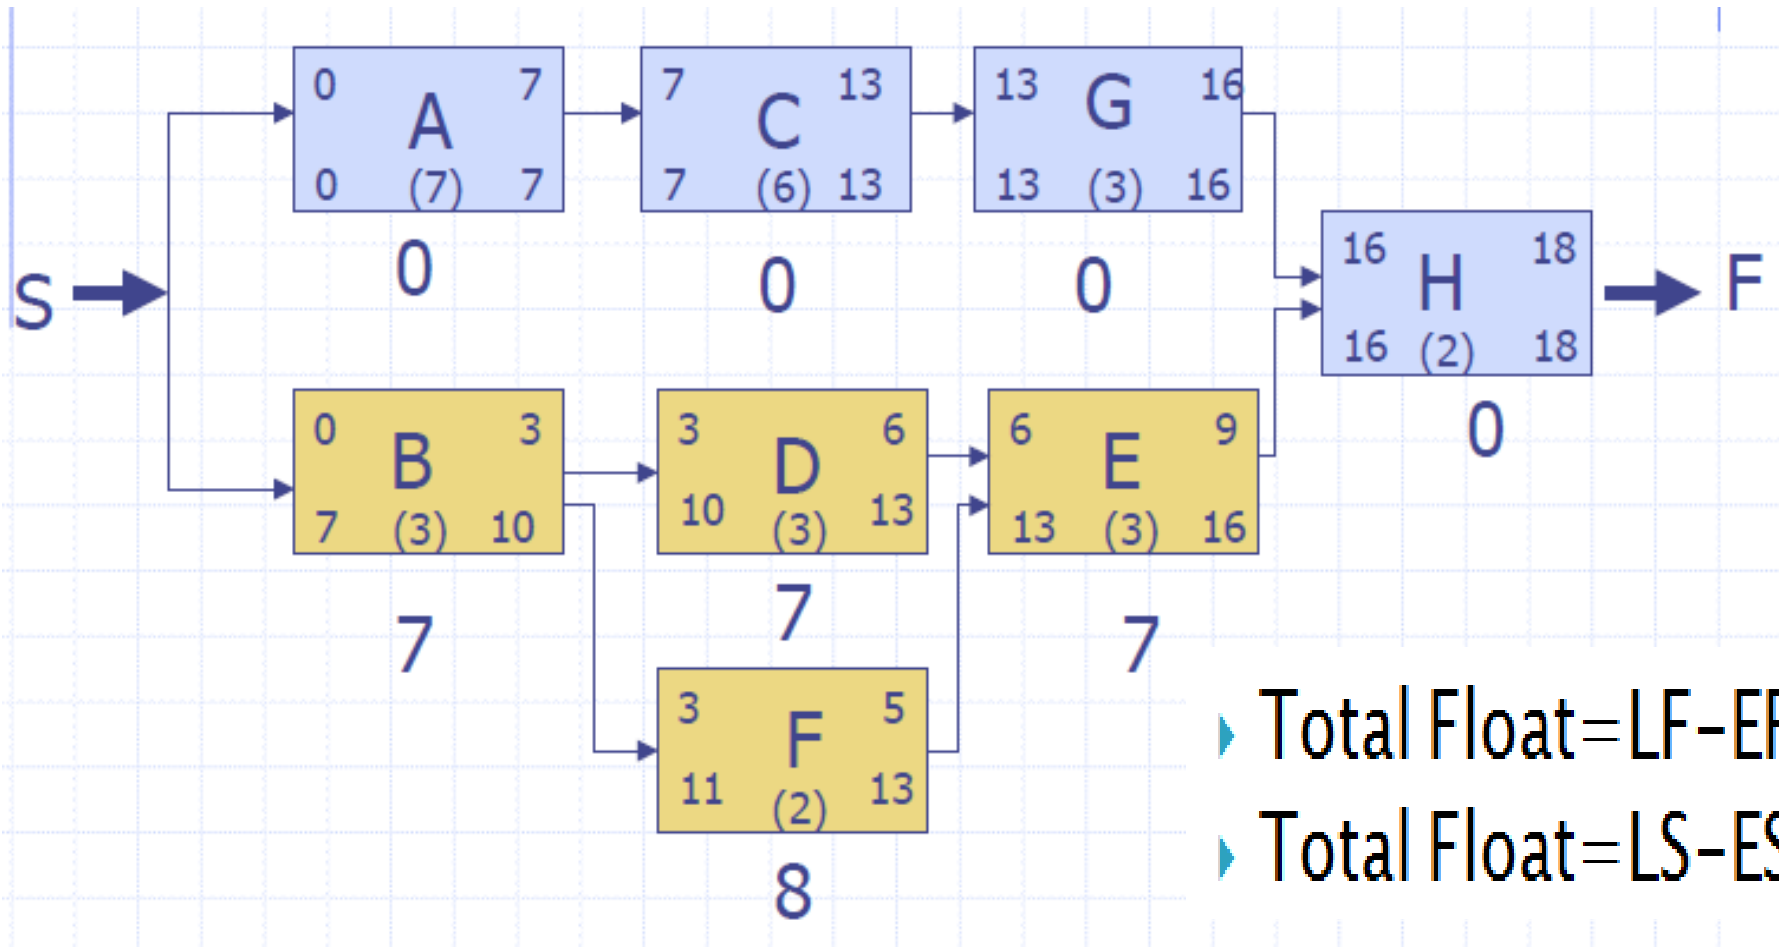 0 7 7 13 13 16
A C G
0 (7) 7 7 (6) 13 13 (3) 16
0 0 0
16 18
S H F
16 (2) 18
0
0 3 3 6 6 9
B D E
7 (3) 10 10 (3) 13 13 (3) 16
7 7 7
3 5
F
11 (2) 13
8
Total Float=LF-EF
Total Float=LS-ES